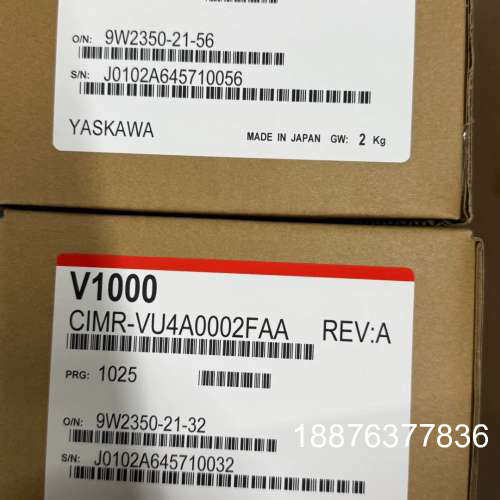 O/N: 9W2350-21-56
S/N: J0102A645710056
YASKAWA MADE IN JAPAN GW: 2 Kg
V1000
CIMR-VU4A0002FAA REV:A
PRG: 1025
O/N: 9W2350-21-32
18876377836
S/N: J0102A645710032